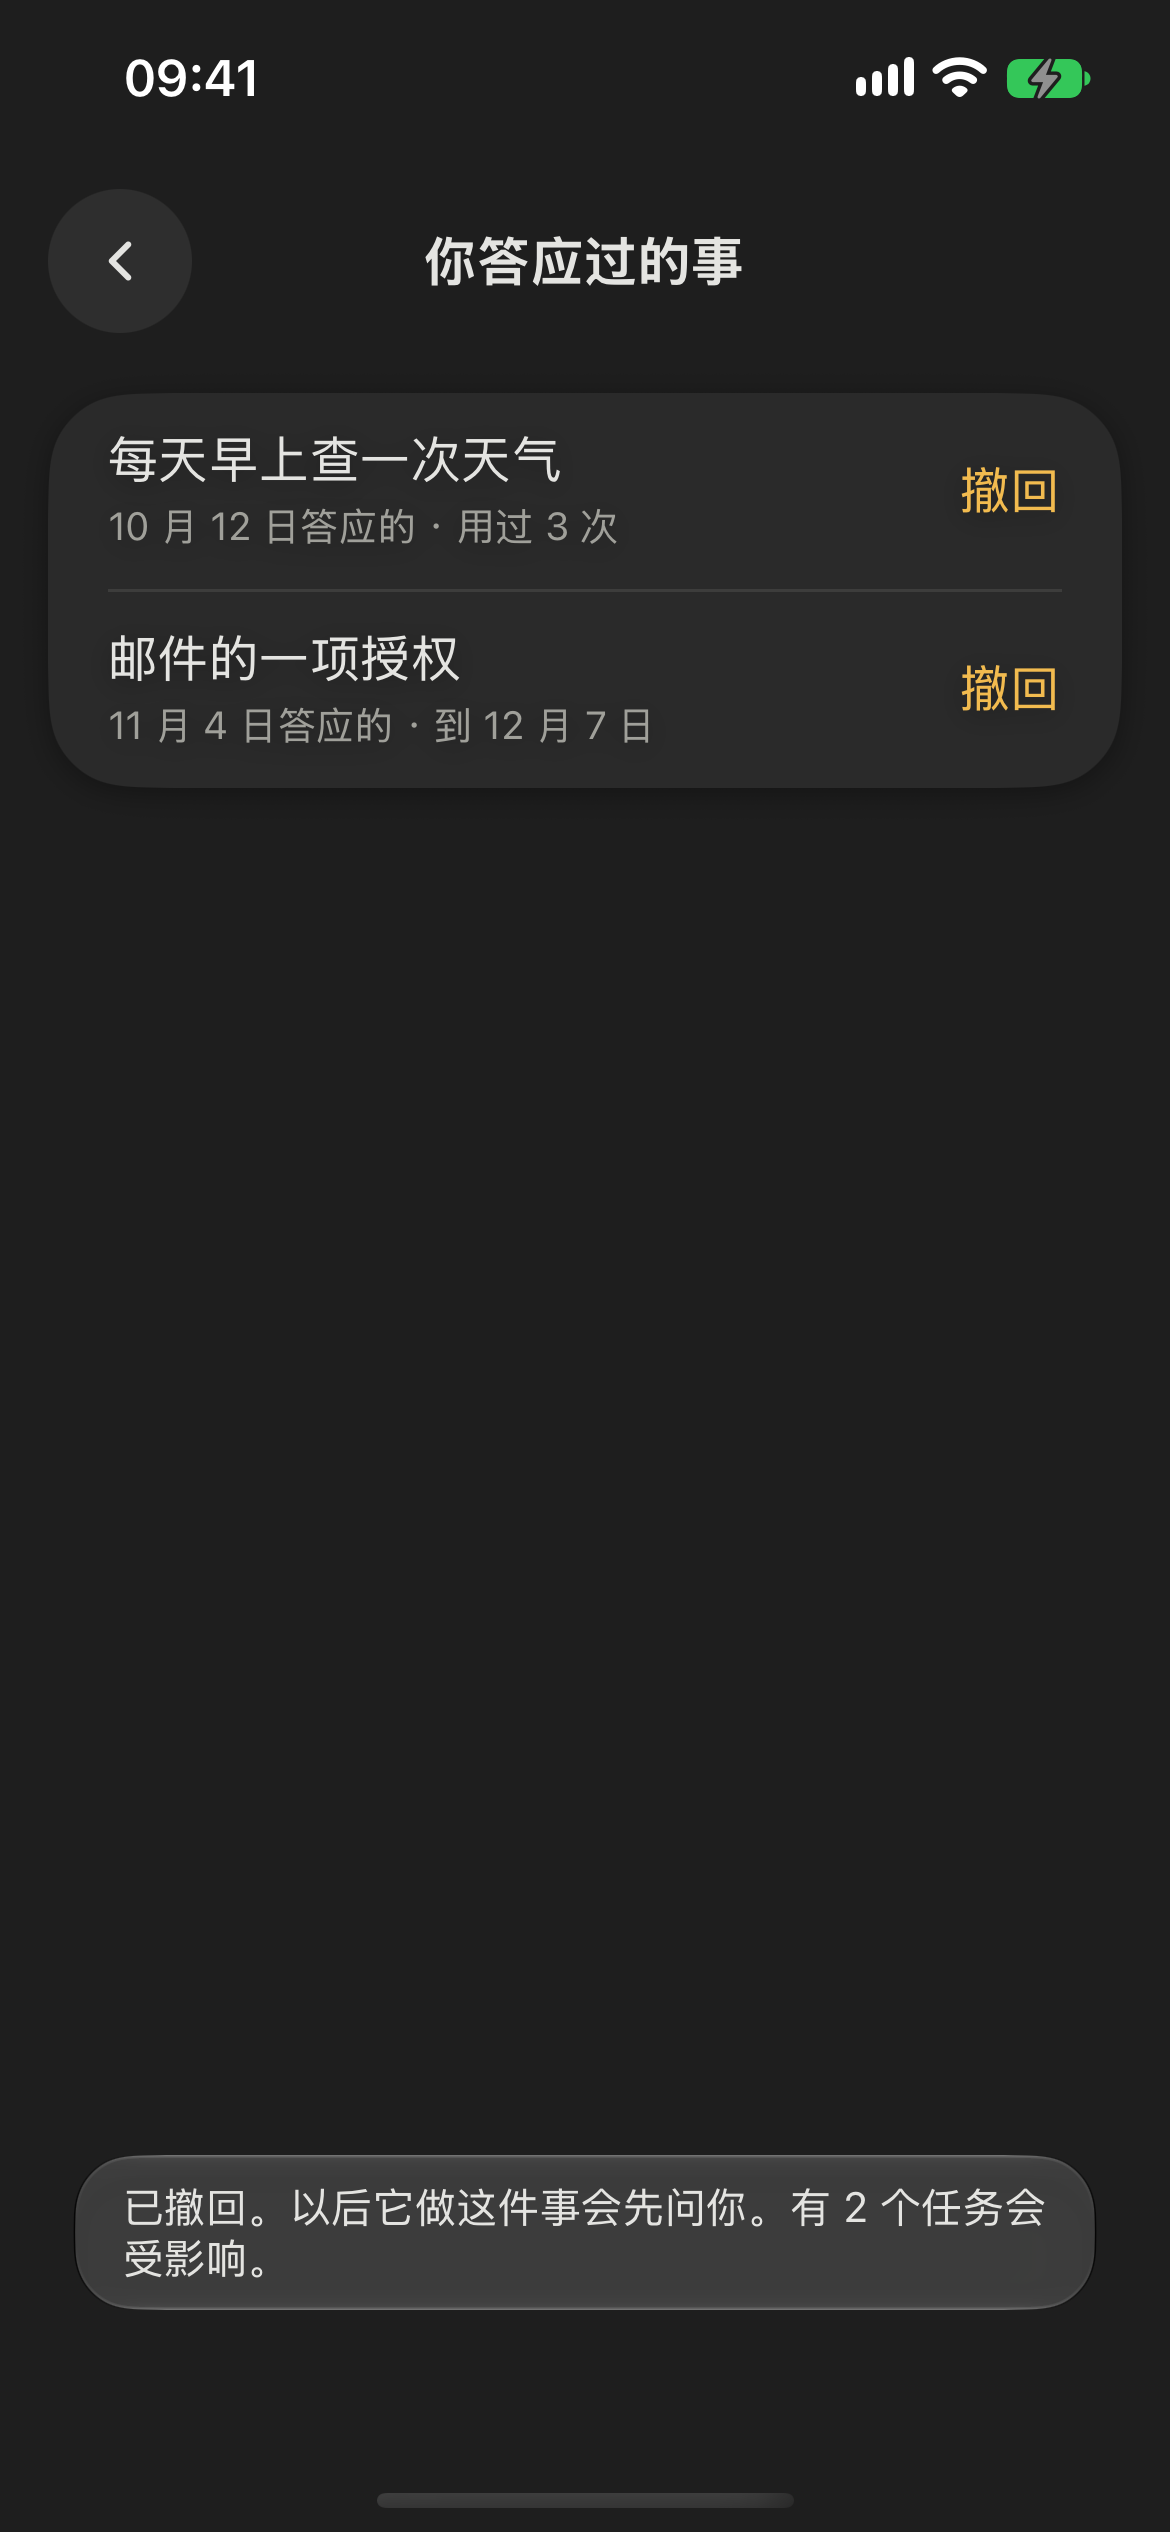 09:41
你答应过的事
每天早上查一次天气
10 月 12 日答应的 · 用过 3 次
撤回
邮件的一项授权
11 月 4 日答应的 · 到 12 月 7 日
撤回
已撤回。以后它做这件事会先问你。有 2 个任务会
受影响。